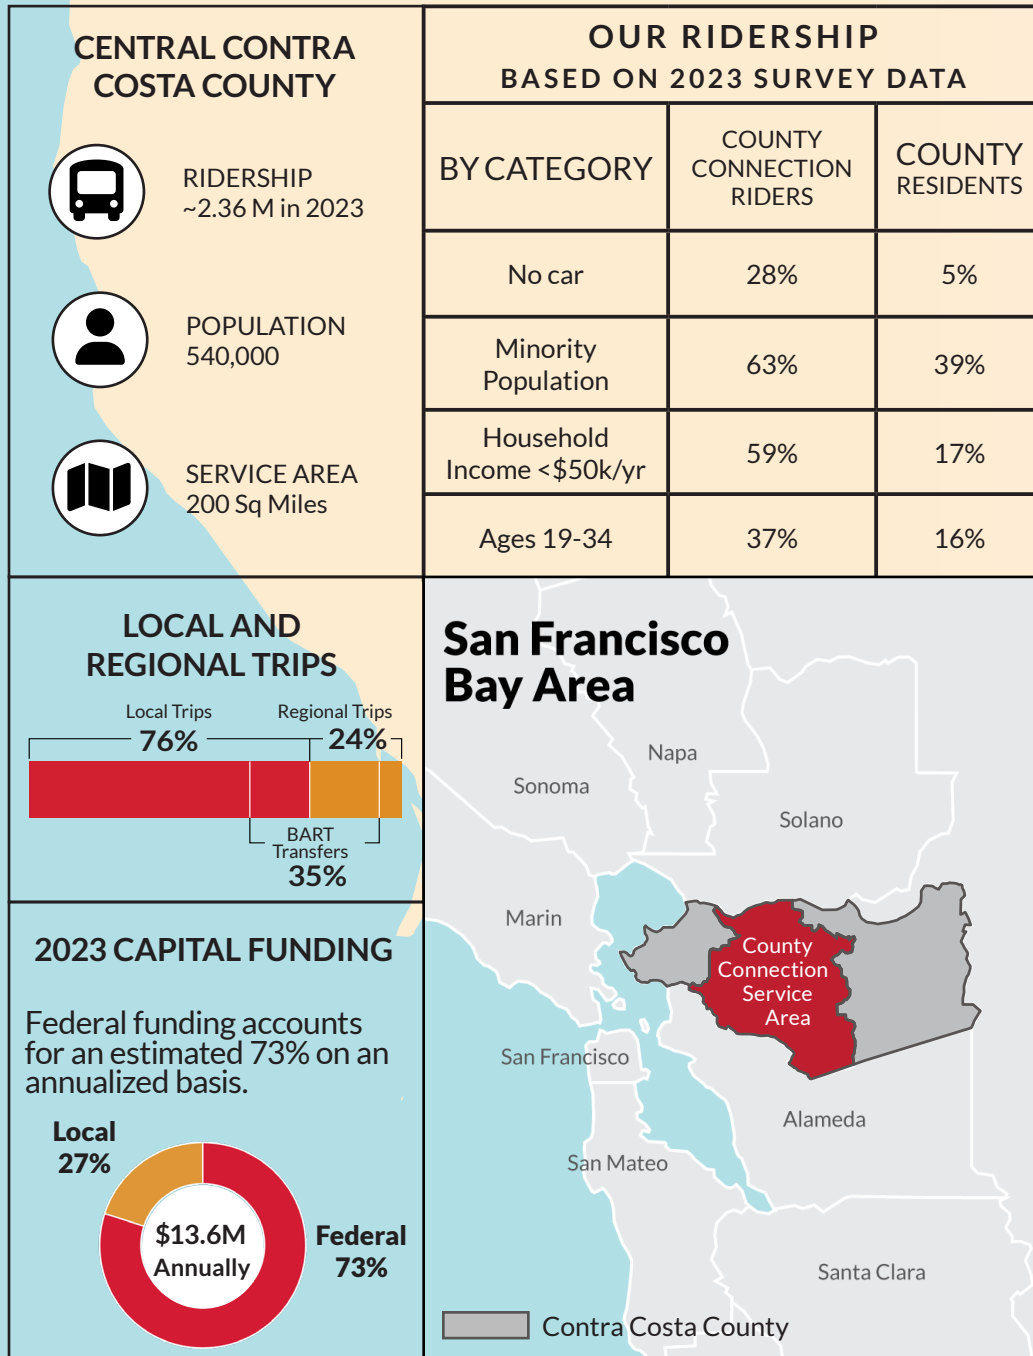 CENTRAL CONTRA
COSTA COUNTY
RIDERSHIP
~2.36 M in 2023
POPULATION
540,000
SERVICE AREA
200 Sq Miles
OUR RIDERSHIP
BASED ON 2023 SURVEY DATA
BY CATEGORY
COUNTY
CONNECTION
RIDERS
COUNTY
RESIDENTS
No car
28%
5%
Minority
Population
63%
39%
Household
Income <$50k/yr
59%
17%
Ages 19-34
37%
16%
LOCAL AND
REGIONAL TRIPS
Local Trips
76%
Regional Trips
24%
BART
Transfers
35%
2023 CAPITAL FUNDING
Federal funding accounts
for an estimated 73% on an
annualized basis.
Local
27%
$13.6M
Annually
Federal
73%
San Francisco
Bay Area
Napa
Sonoma
Solano
Marin
County
Connection
Service
Area
San Francisco
Alameda
San Mateo
Santa Clara
Contra Costa County